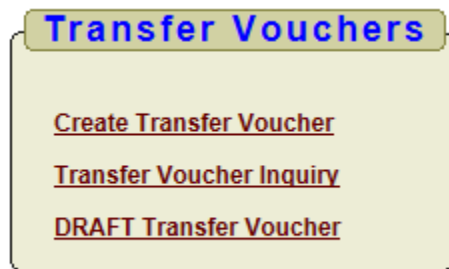 Transfer Vouchers
Create Transfer Voucher
Transfer Voucher Inquiry
DRAFT Transfer Voucher